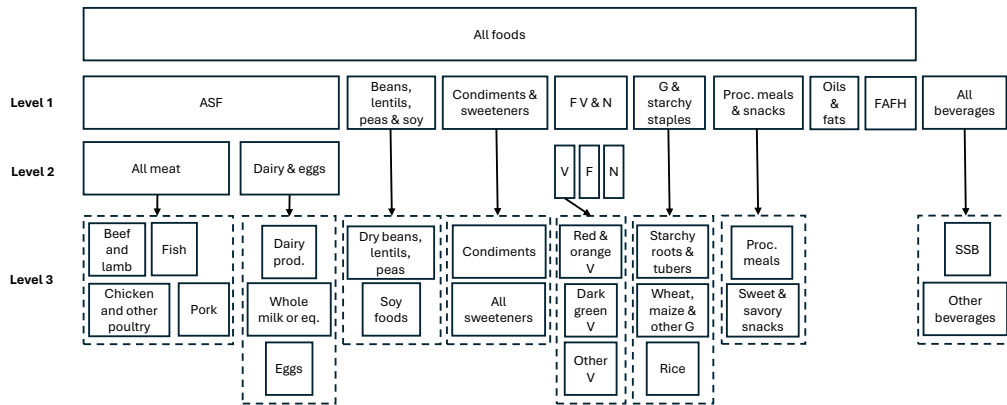 All foods
Level 1
ASF
Beans,
lentils,
peas & soy
Condiments &
sweeteners
F V & N
G &
starchy
staples
Proc. meals
& snacks
Oils
&
fats
FAFH
All
beverages
Level 2
All meat
Dairy & eggs
V
F
N
Level 3
Beef
and
lamb
Fish
Chicken
and other
poultry
Pork
Dairy
prod.
Whole
milk or eq.
Eggs
Dry beans,
lentils,
peas
Soy
foods
Condiments
All
sweeteners
Red &
orange
V
Dark
green
V
Other
V
Starchy
roots &
tubers
Wheat,
maize &
other G
Rice
Proc.
meals
Sweet &
savory
snacks
SSB
Other
beverages